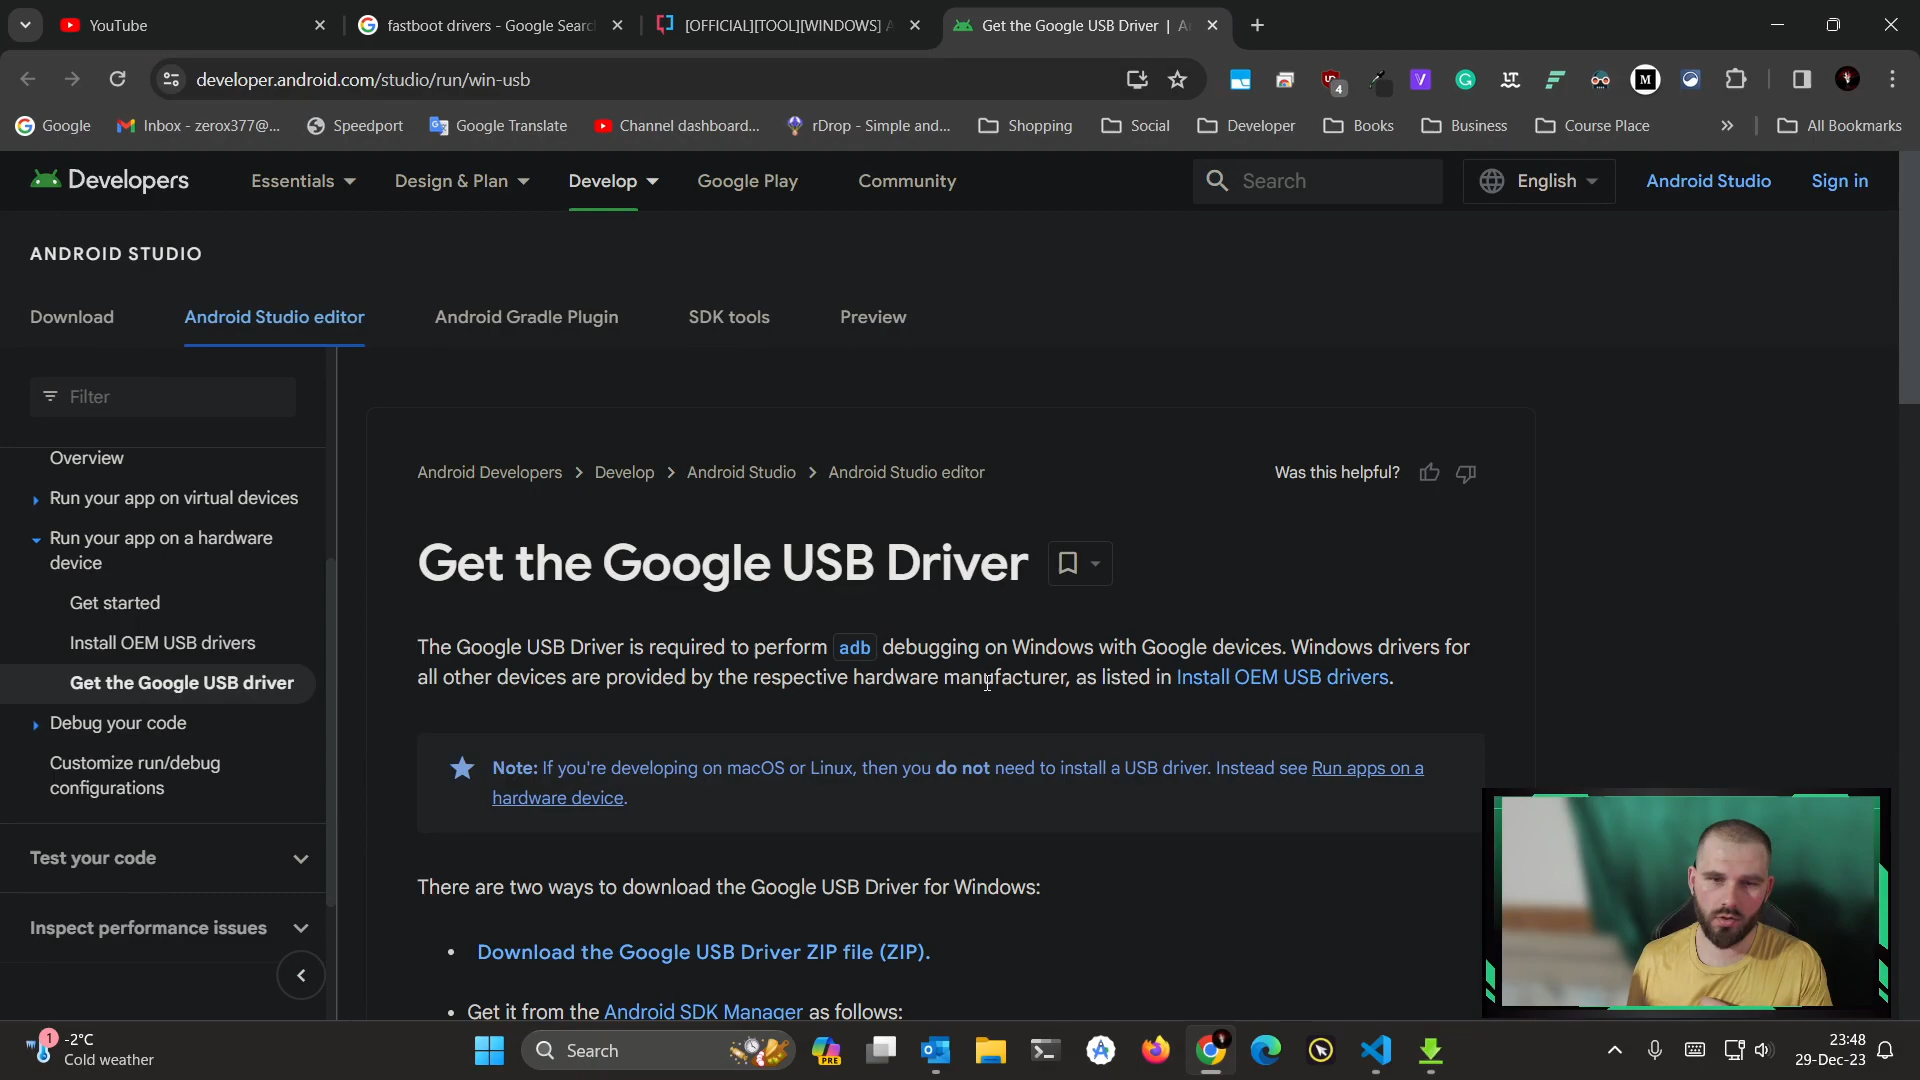 YouTube
fastboot drivers - Google Searc
[OFFICIAL][TOOL][WINDOWS] A
Get the Google USB Driver | A
developer.android.com/studio/run/win-usb
4
Google
Inbox - zerox377@...
Speedport
Google Translate
Channel dashboard...
rDrop - Simple and...
Shopping
Social
Developer
Books
Business
Course Place
All Bookmarks
Developers
Essentials
Design & Plan
Develop
Google Play
Community
Search
English
Android Studio
Sign in
ANDROID STUDIO
Download
Android Studio editor
Android Gradle Plugin
SDK tools
Preview
Filter
Overview
Run your app on virtual devices
Run your app on a hardware
device
Get started
Install OEM USB drivers
Get the Google USB driver
Debug your code
Customize run/debug
configurations
Test your code
Inspect performance issues
Android Developers > Develop > Android Studio > Android Studio editor
Was this helpful?
Get the Google USB Driver
The Google USB Driver is required to perform adb debugging on Windows with Google devices. Windows drivers for
all other devices are provided by the respective hardware manufacturer, as listed in Install OEM USB drivers.
Note: If you're developing on macOS or Linux, then you do not need to install a USB driver. Instead see Run apps on a
hardware device.
There are two ways to download the Google USB Driver for Windows:
• Download the Google USB Driver ZIP file (ZIP).
• Get it from the Android SDK Manager as follows:
1
-2°C
Cold weather
Search
PRE
23:48
29-Dec-23